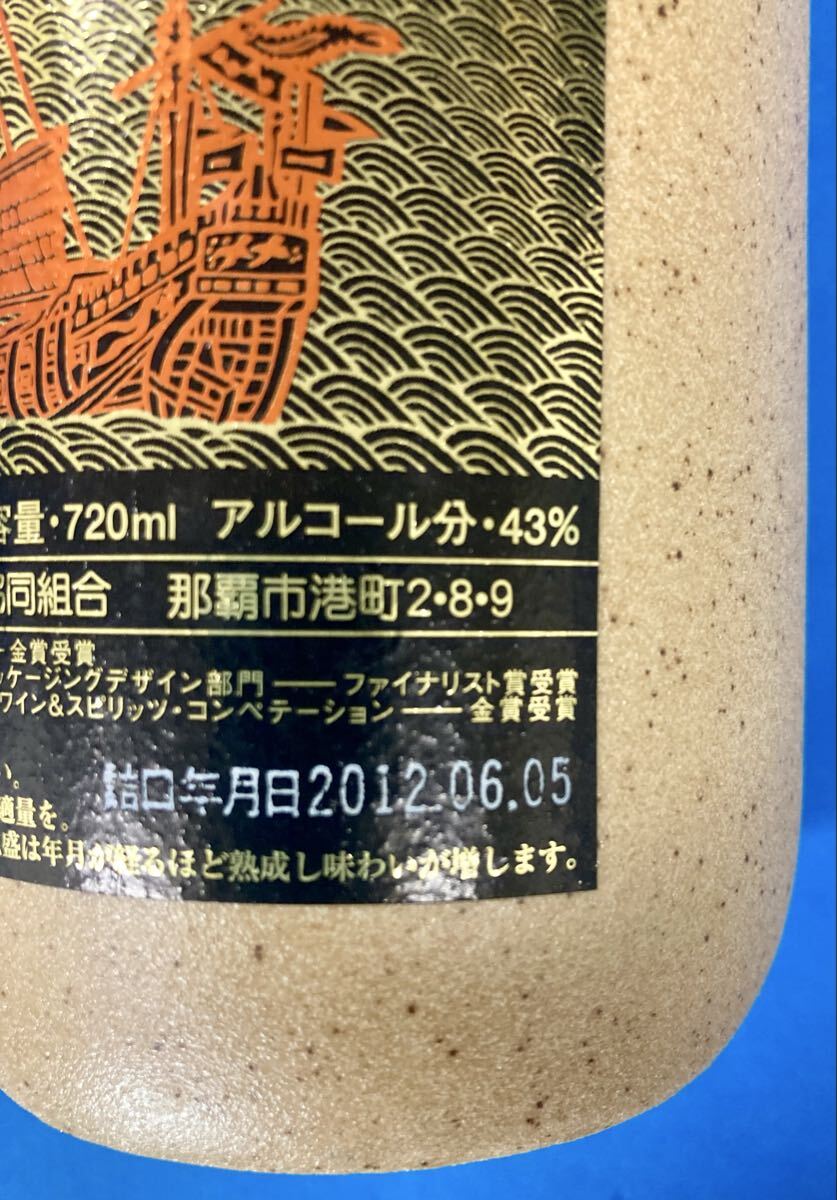 容量・720ml アルコール分・43%
協同組合 那覇市港町2・8・9
金賞受賞
ッケージングデザイン部門 ―― ファイナリスト賞受賞
ワイン&スピリッツ・コンペテーション ―― 金賞受賞
い。
詰口年月日2012.06.05
適量を。
盛は年月が経るほど熟成し味わいが増します。